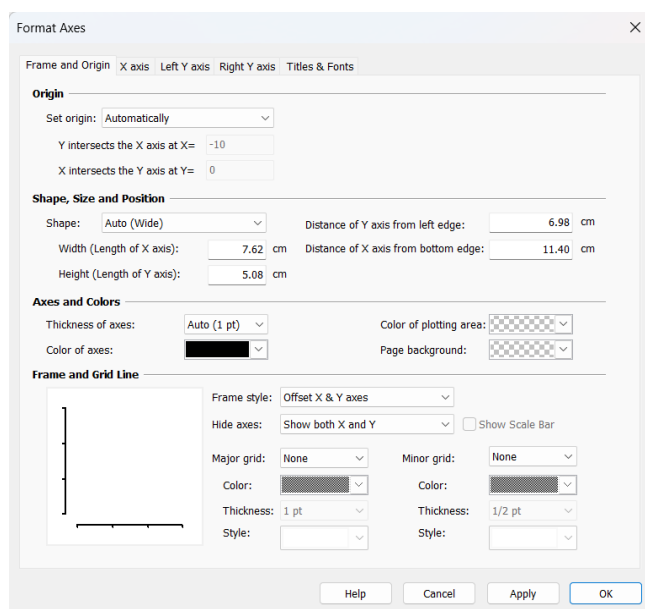 Format Axes
Frame and Origin X axis Left Y axis Right Y axis Titles & Fonts
Origin
Set origin: Automatically
Y intersects the X axis at X= -10
X intersects the Y axis at Y= 0
Shape, Size and Position
Shape: Auto (Wide) Distance of Y axis from left edge: 6.98 cm
Width (Length of X axis): 7.62 cm Distance of X axis from bottom edge: 11.40 cm
Height (Length of Y axis): 5.08 cm
Axes and Colors
Thickness of axes: Auto (1 pt) Color of plotting area:
Color of axes: Page background:
Frame and Grid Line
Frame style: Offset X & Y axes
Hide axes: Show both X and Y Show Scale Bar
Major grid: None Minor grid: None
Color: Color:
Thickness: 1 pt Thickness: 1/2 pt
Style: Style:
Help Cancel Apply OK